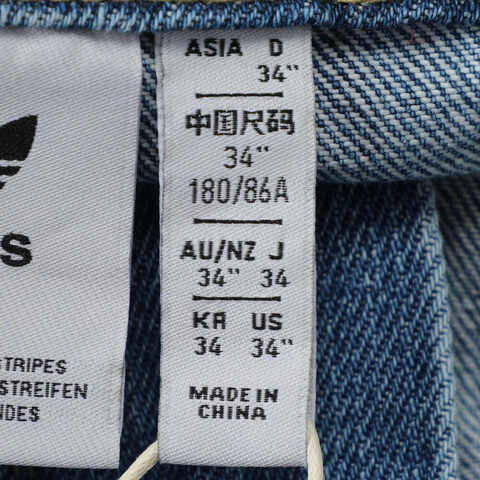 S
STRIPES
STREIFEN
NDES
ASIA D
34"
中国尺码
34"
180/86A
AU/NZ J
34" 34
KR US
34 34"
MADE IN
CHINA